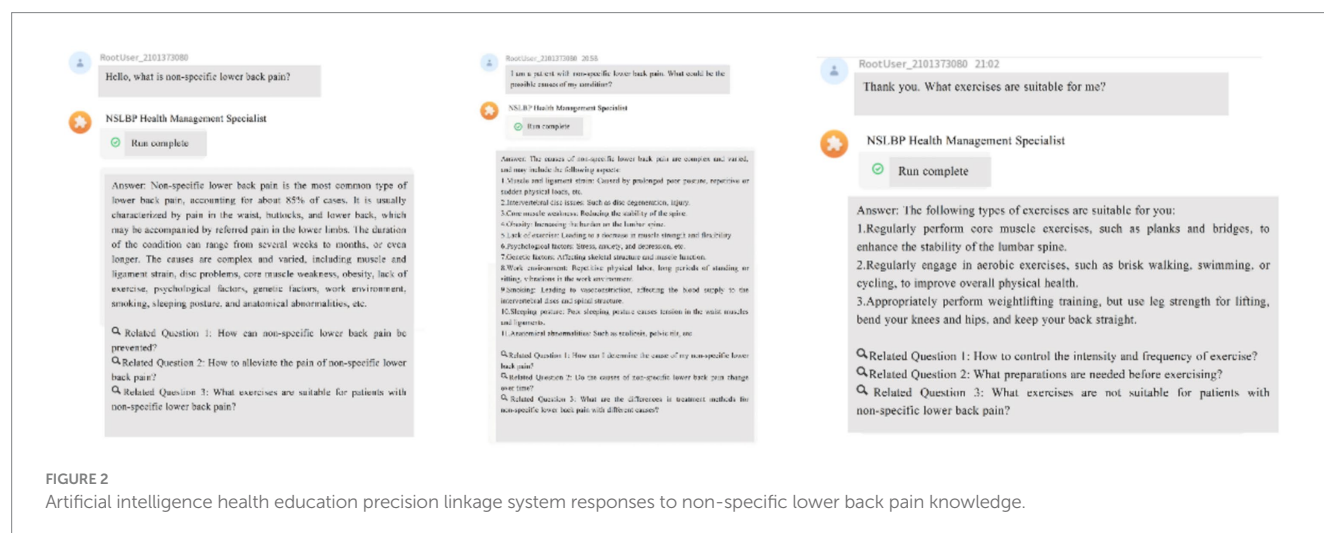 RootUser_2101373080
Hello, what is non-specific lower back pain?
NSLBP Health Management Specialist
Run complete
Answer: Non-specific lower back pain is the most common type of
lower back pain, accounting for about 85% of cases. It is usually
characterized by pain in the waist, buttocks, and lower back, which
may be accompanied by referred pain in the lower limbs. The duration
of the condition can range from several weeks to months, or even
longer. The causes are complex and varied, including muscle and
ligament strain, disc problems, core muscle weakness, obesity, lack of
exercise, psychological factors, genetic factors, work environment,
smoking, sleeping posture, and anatomical abnormalities, etc.
Related Question 1: How can non-specific lower back pain be
prevented?
Related Question 2: How to alleviate the pain of non-specific lower
back pain?
Related Question 3: What exercises are suitable for patients with
non-specific lower back pain?
RootUser_2101373080 20:58
I am a patient with non-specific lower back pain. What could be the
possible causes of my condition?
NSLBP Health Management Specialist
Run complete
Answer: The causes of non-specific lower back pain are complex and varied,
and may include the following aspects:
1.Muscle and ligament strain: Caused by prolonged poor posture, repetitive or
sudden physical loads, etc.
2.Intervertebral disc issues: Such as disc degeneration, injury.
3.Core muscle weakness: Reducing the stability of the spine.
4.Obesity: Increasing the burden on the lumbar spine.
5.Lack of exercise: Leading to a decrease in muscle strength and flexibility.
6.Psychological factors: Stress, anxiety, and depression, etc.
7.Genetic factors: Affecting skeletal structure and muscle function.
8.Work environment: Repetitive physical labor, long periods of standing or
sitting, vibrations in the work environment.
9.Smoking: Leading to vasoconstriction, affecting the blood supply to the
intervertebral discs and spinal structure.
10.Sleeping posture: Poor sleeping posture causes tension in the waist muscles
and ligaments.
11.Anatomical abnormalities: Such as scoliosis, pelvic tilt, etc.
Related Question 1: How can I determine the cause of my non-specific lower
back pain?
Related Question 2: Do the causes of non-specific lower back pain change
over time?
Related Question 3: What are the differences in treatment methods for
non-specific lower back pain with different causes?
RootUser_2101373080 21:02
Thank you. What exercises are suitable for me?
NSLBP Health Management Specialist
Run complete
Answer: The following types of exercises are suitable for you:
1.Regularly perform core muscle exercises, such as planks and bridges, to
enhance the stability of the lumbar spine.
2.Regularly engage in aerobic exercises, such as brisk walking, swimming, or
cycling, to improve overall physical health.
3.Appropriately perform weightlifting training, but use leg strength for lifting,
bend your knees and hips, and keep your back straight.
Related Question 1: How to control the intensity and frequency of exercise?
Related Question 2: What preparations are needed before exercising?
Related Question 3: What exercises are not suitable for patients with
non-specific lower back pain?
FIGURE 2
Artificial intelligence health education precision linkage system responses to non-specific lower back pain knowledge.